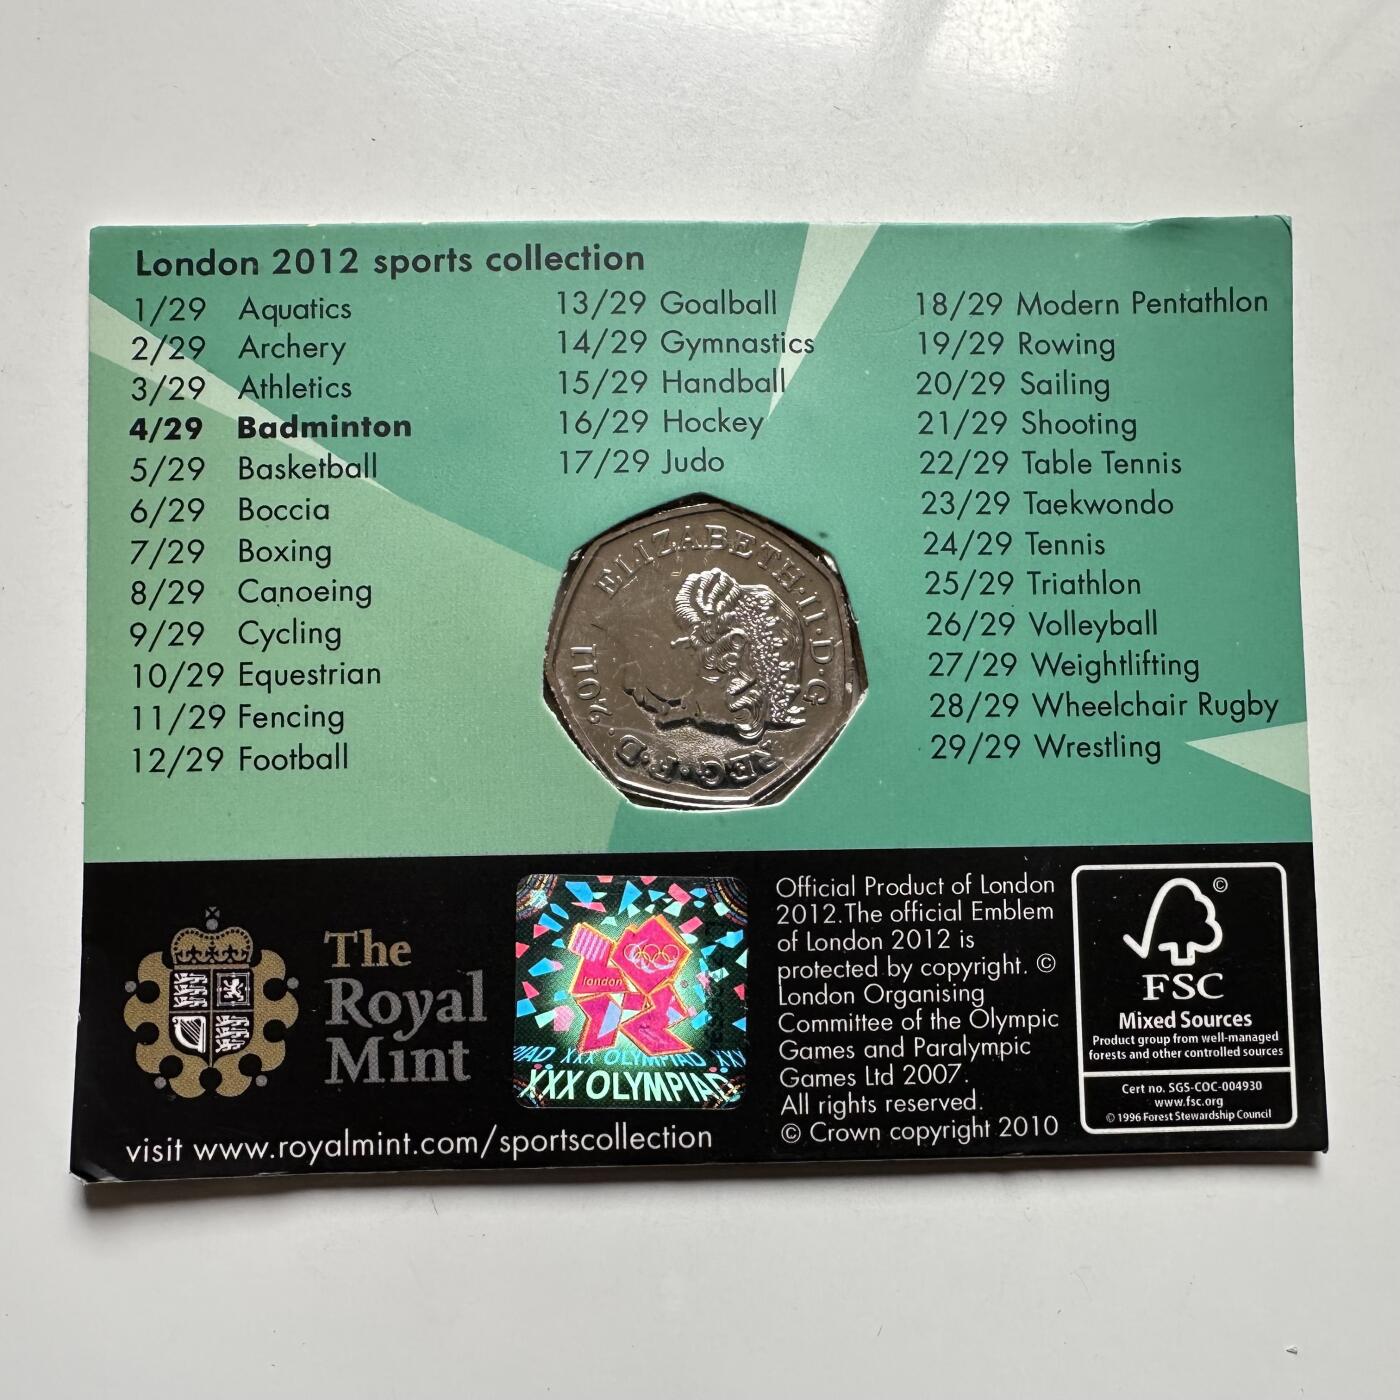 London 2012 sports collection
1/29 Aquatics
2/29 Archery
3/29 Athletics
4/29 Badminton
5/29 Basketball
6/29 Boccia
7/29 Boxing
8/29 Canoeing
9/29 Cycling
10/29 Equestrian
11/29 Fencing
12/29 Football
13/29 Goalball
14/29 Gymnastics
15/29 Handball
16/29 Hockey
17/29 Judo
18/29 Modern Pentathlon
19/29 Rowing
20/29 Sailing
21/29 Shooting
22/29 Table Tennis
23/29 Taekwondo
24/29 Tennis
25/29 Triathlon
26/29 Volleyball
27/29 Weightlifting
28/29 Wheelchair Rugby
29/29 Wrestling
ELIZABETH·II·D·G
REG·F·D·2011
The
Royal
Mint
visit www.royalmint.com/sportscollection
london
XXX OLYMPIAD
XXX OLYMPIAD
Official Product of London
2012.The official Emblem
of London 2012 is
protected by copyright. ©
London Organising
Committee of the Olympic
Games and Paralympic
Games Ltd 2007.
All rights reserved.
© Crown copyright 2010
©
FSC
Mixed Sources
Product group from well-managed
forests and other controlled sources
Cert no. SGS-COC-004930
www.fsc.org
© 1996 Forest Stewardship Council